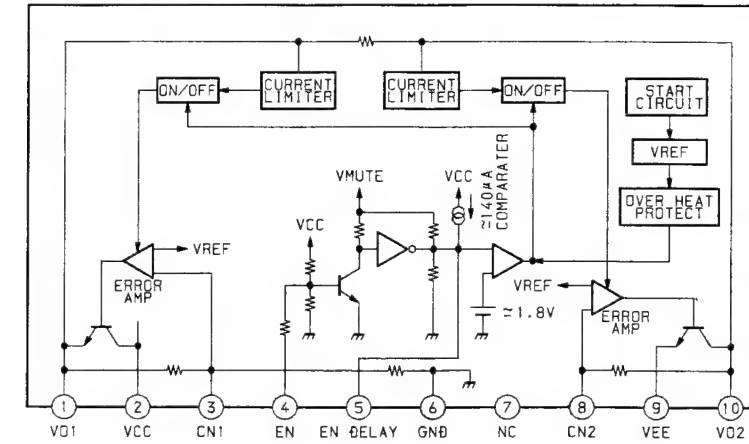 ON/OFF
CURRENT
LIMITER
CURRENT
LIMITER
ON/OFF
START
CIRCUIT
VREF
OVER HEAT
PROTECT
VMUTE
VCC
≃140μA
COMPARATER
VCC
VREF
ERROR
AMP
VREF
≃1.8V
ERROR
AMP
1 2 3 4 5 6 7 8 9 10
VO1 VCC CN1 EN EN DELAY GND NC CN2 VEE VO2